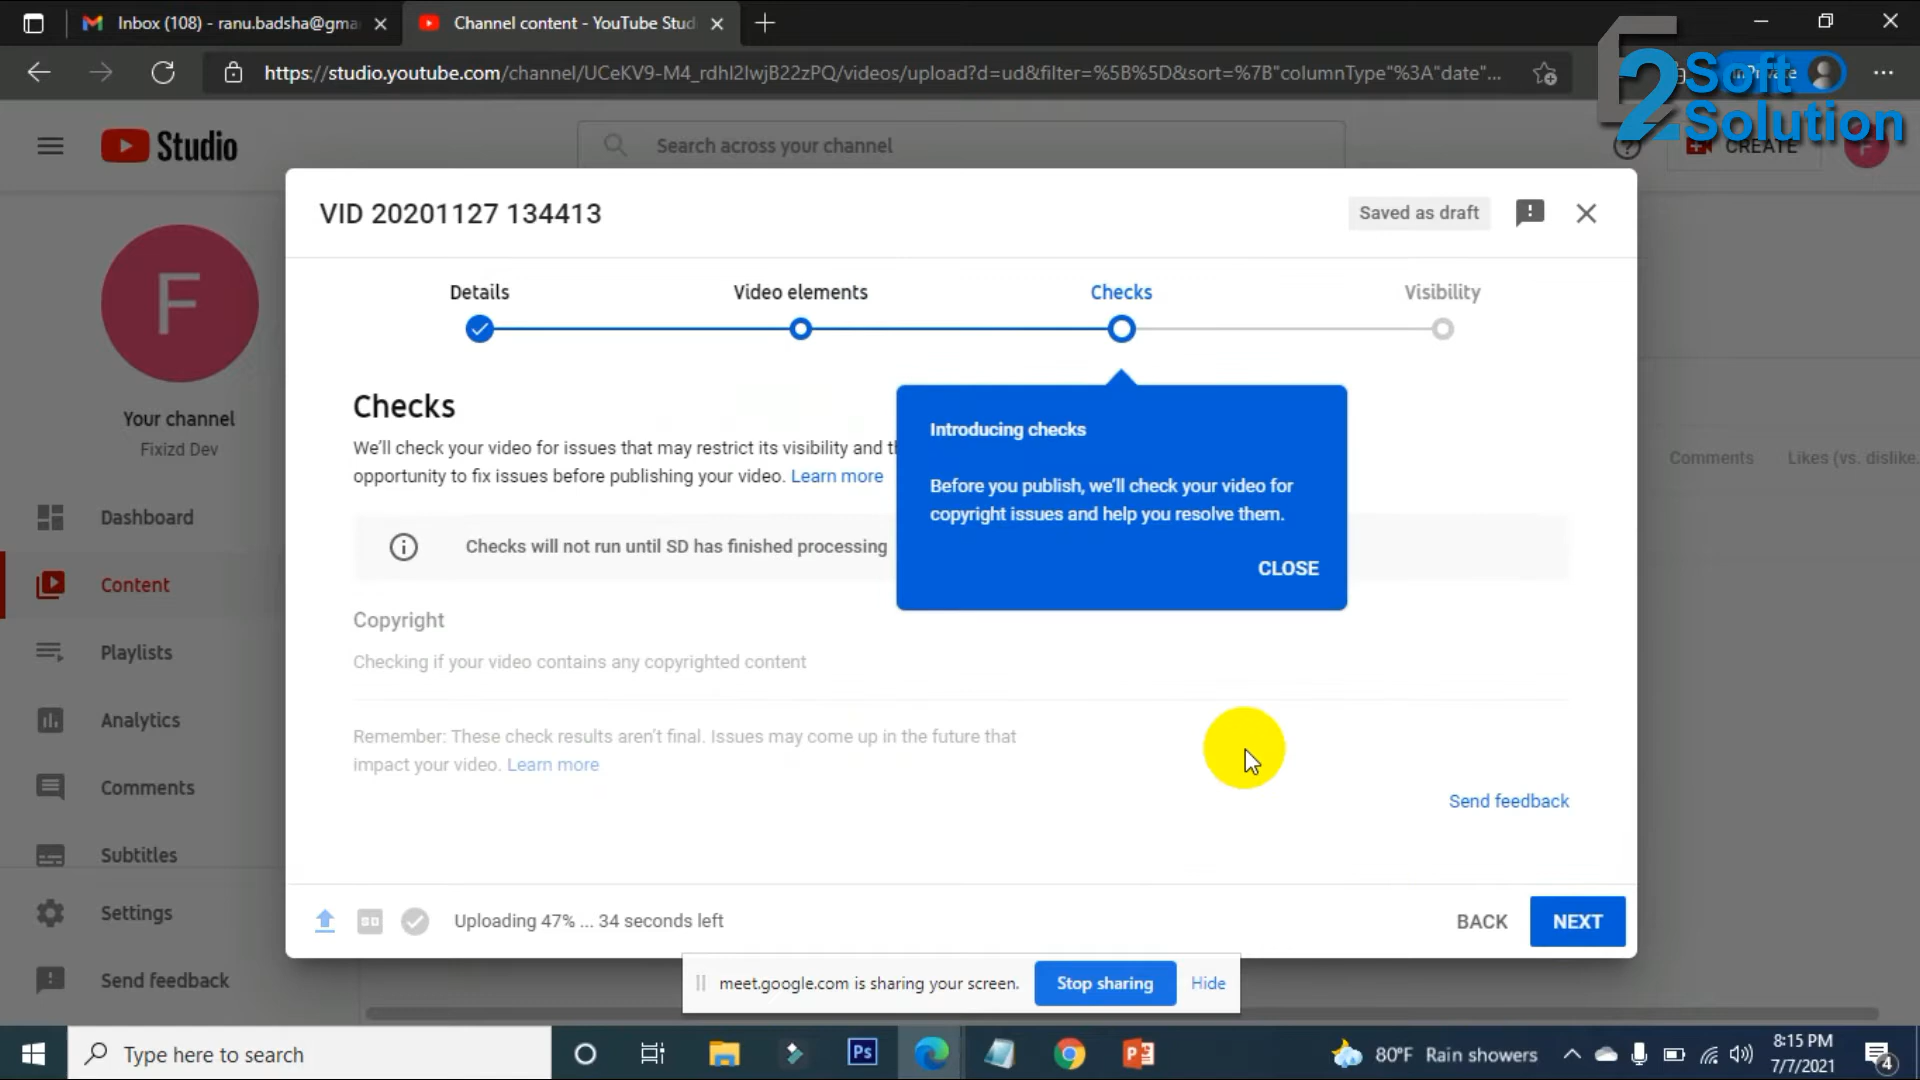 Inbox (108) - ranu.badsha@gma
Channel content - YouTube Stud
https://studio.youtube.com/channel/UCeKV9-M4_rdhI2IwjB22zPQ/videos/upload?d=ud&filter=%5B%5D&sort=%7B"columnType"%3A"date"...
2Soft
Solution
Studio
Search across your channel
CREATE
F
VID 20201127 134413
Saved as draft
Details
Video elements
Checks
Visibility
F
Your channel
Fixizd Dev
Dashboard
Content
Playlists
Analytics
Comments
Subtitles
Settings
Send feedback
Checks
We'll check your video for issues that may restrict its visibility and
opportunity to fix issues before publishing your video. Learn more
Introducing checks
Before you publish, we'll check your video for
copyright issues and help you resolve them.
CLOSE
Comments
Likes (vs. dislike
Checks will not run until SD has finished processing
Copyright
Checking if your video contains any copyrighted content
Remember: These check results aren't final. Issues may come up in the future that
impact your video. Learn more
Send feedback
SD
Uploading 47% ... 34 seconds left
BACK
NEXT
meet.google.com is sharing your screen.
Stop sharing
Hide
Type here to search
Ps
80°F Rain showers
8:15 PM
7/7/2021
4